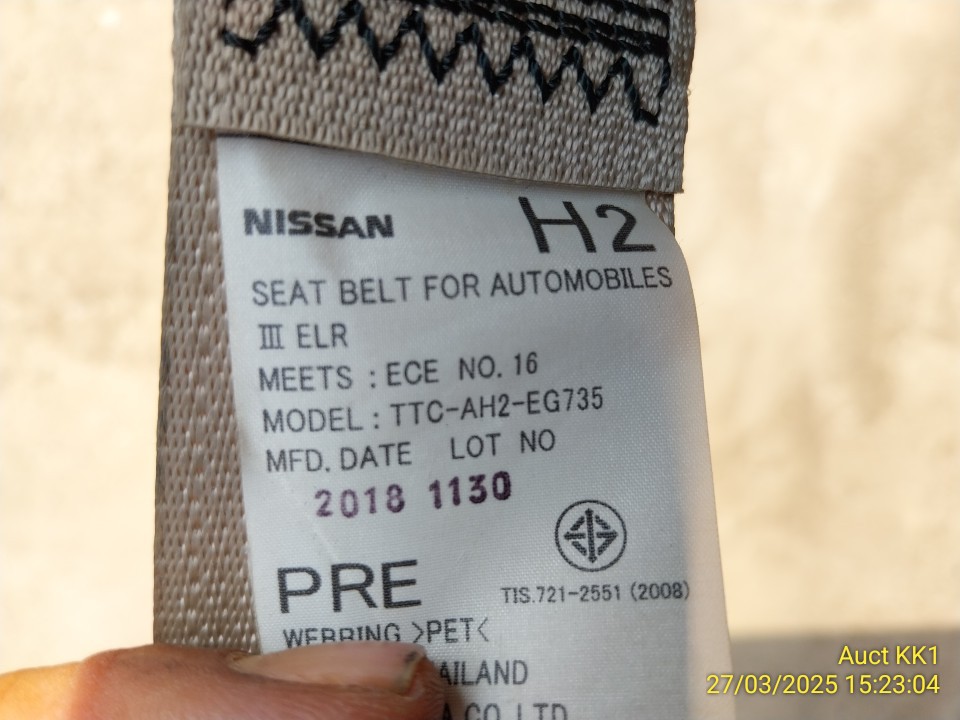 NISSAN H2
SEAT BELT FOR AUTOMOBILES
Ⅲ ELR
MEETS : ECE NO. 16
MODEL : TTC-AH2-EG735
MFD. DATE LOT NO
2018 1130
PRE
TIS.721-2551 (2008)
WEBBING >PET<
AILAND
CO.,LTD
Auct KK1
27/03/2025 15:23:04